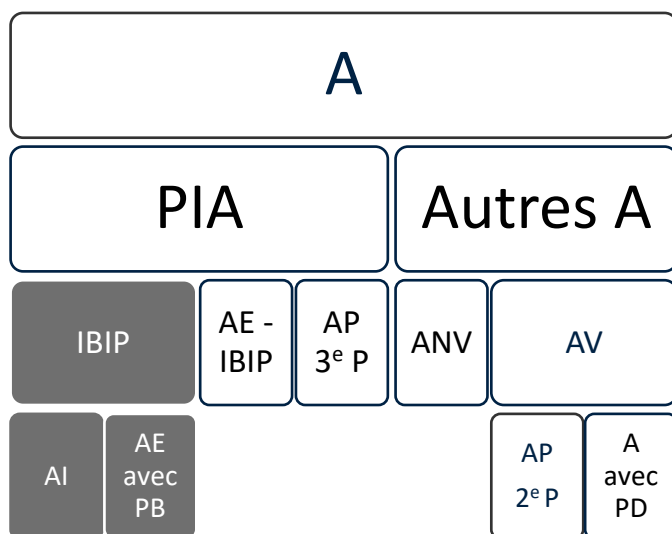 A
PIA
Autres A
IBIP
AE -
IBIP
AP
3e P
ANV
AV
AI
AE
avec
PB
AP
2e P
A
avec
PD